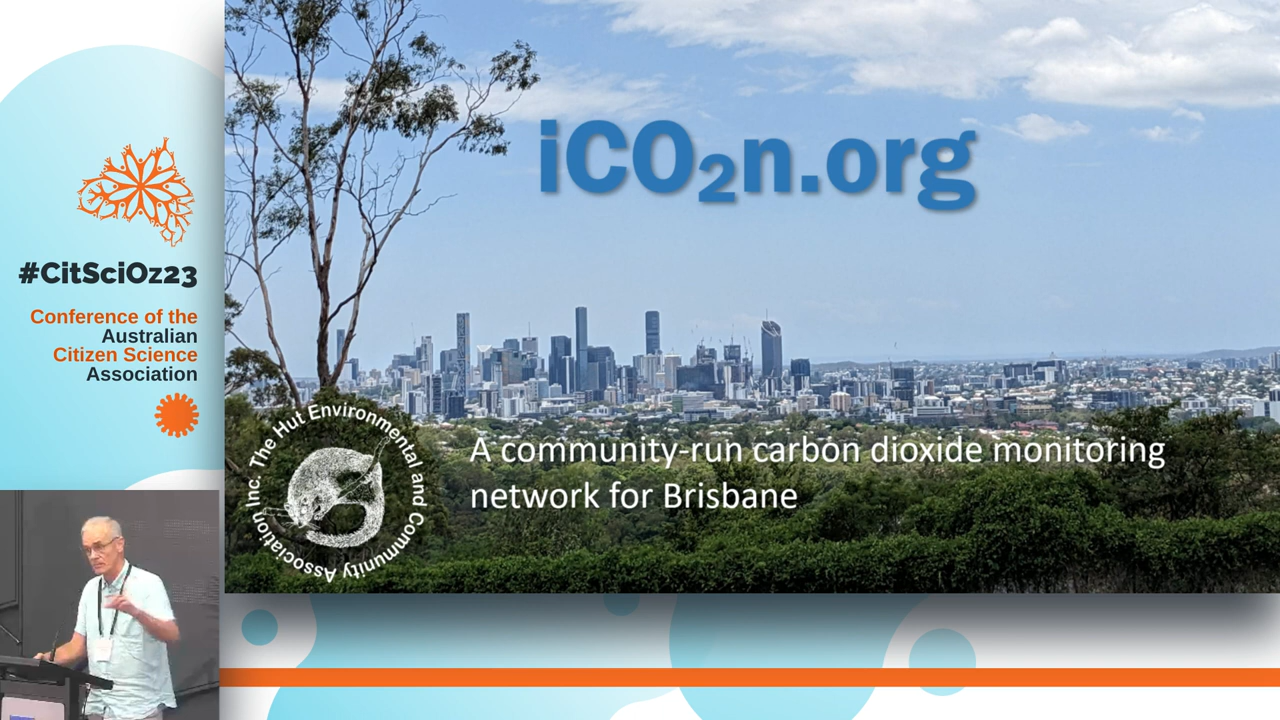 #CitSciOz23
Conference of the
Australian
Citizen Science
Association
iCO₂n.org
A community-run carbon dioxide monitoring
network for Brisbane
The Hut Environmental and Community Association Inc.